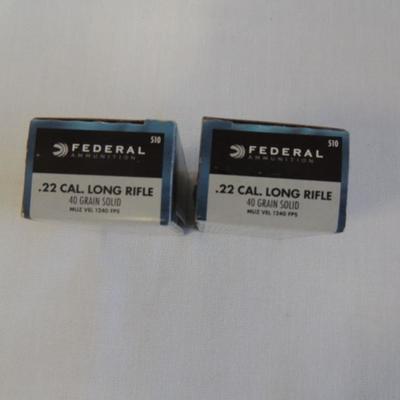 510
FEDERAL
AMMUNITION
.22 CAL. LONG RIFLE
40 GRAIN SOLID
MUZ VEL 1240 FPS
510
FEDERAL
AMMUNITION
.22 CAL. LONG RIFLE
40 GRAIN SOLID
MUZ VEL 1240 FPS